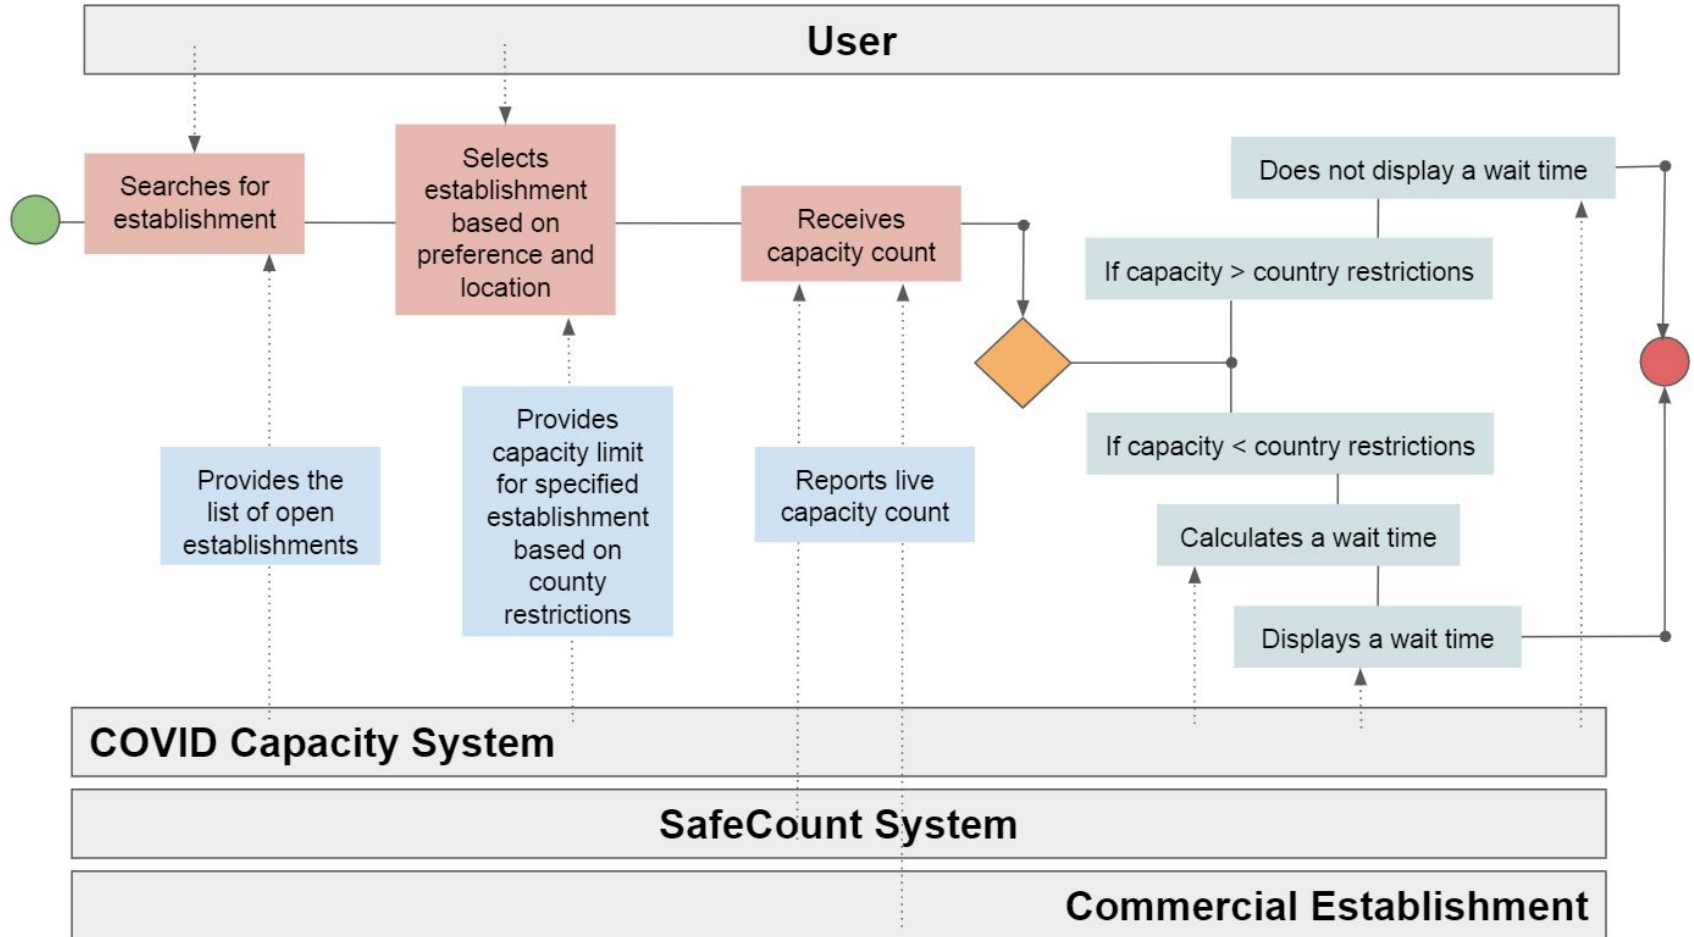 User
Searches for
establishment
Selects
establishment
based on
preference and
location
Receives
capacity count
Does not display a wait time
If capacity > country restrictions
If capacity < country restrictions
Calculates a wait time
Displays a wait time
Provides the
list of open
establishments
Provides
capacity limit
for specified
establishment
based on
county
restrictions
Reports live
capacity count
COVID Capacity System
SafeCount System
Commercial Establishment